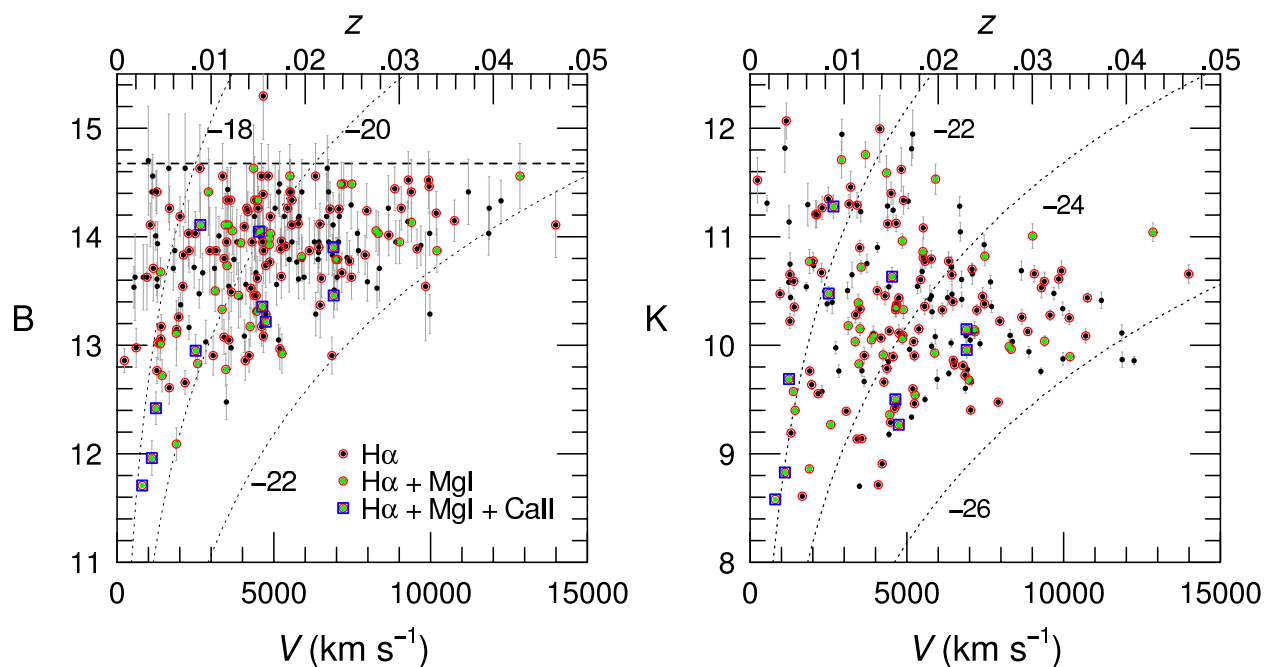 z z
0 .01 .02 .03 .04 .05 0 .01 .02 .03 .04 .05
15 −18 −20 12 −22
14 11 −24
B 13 K 10
12 Hα 9
Hα + MgI
−22 Hα + MgI + CaII −26
11 8
0 5000 10000 15000 0 5000 10000 15000
V (km s⁻¹) V (km s⁻¹)